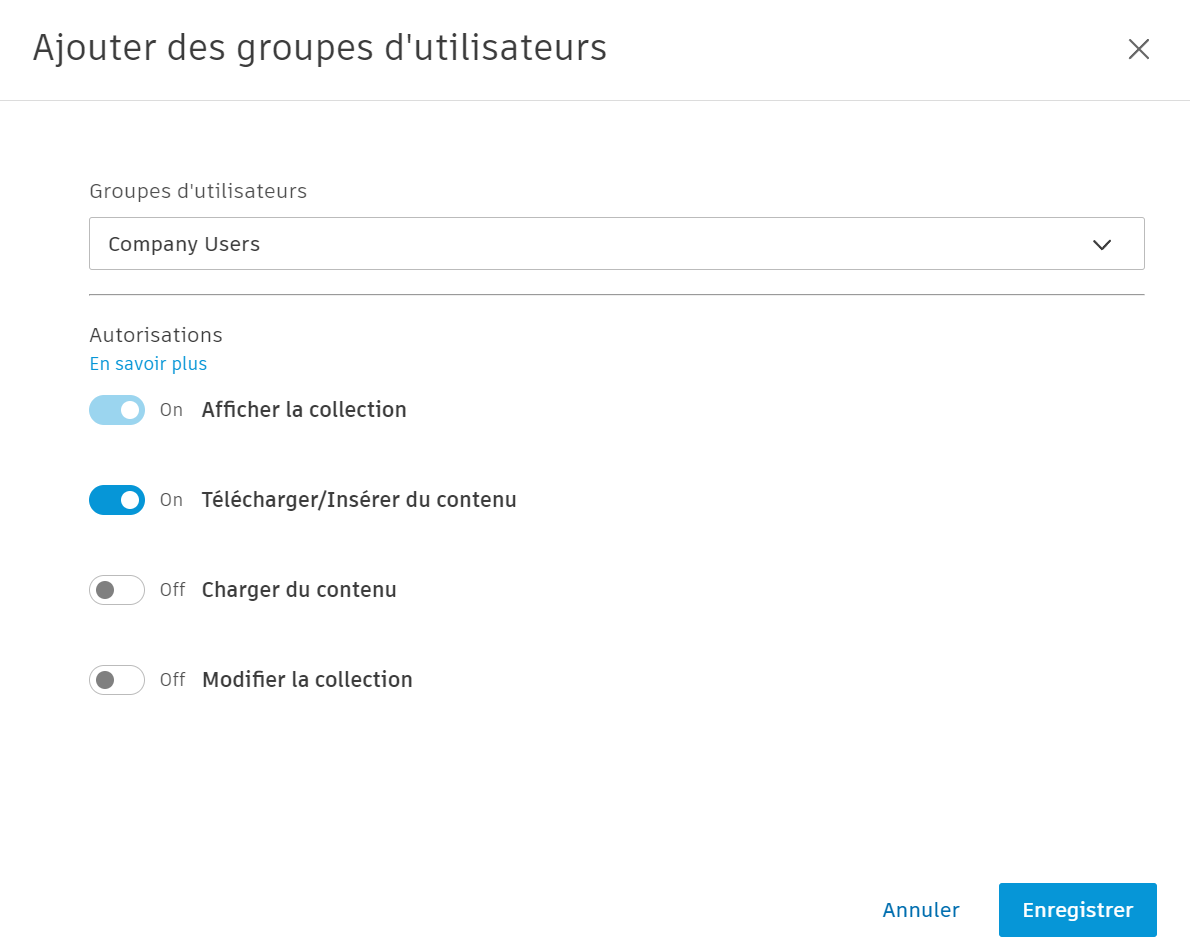 Ajouter des groupes d'utilisateurs
Groupes d'utilisateurs
Company Users
Autorisations
En savoir plus
On Afficher la collection
On Télécharger/Insérer du contenu
Off Charger du contenu
Off Modifier la collection
Annuler Enregistrer